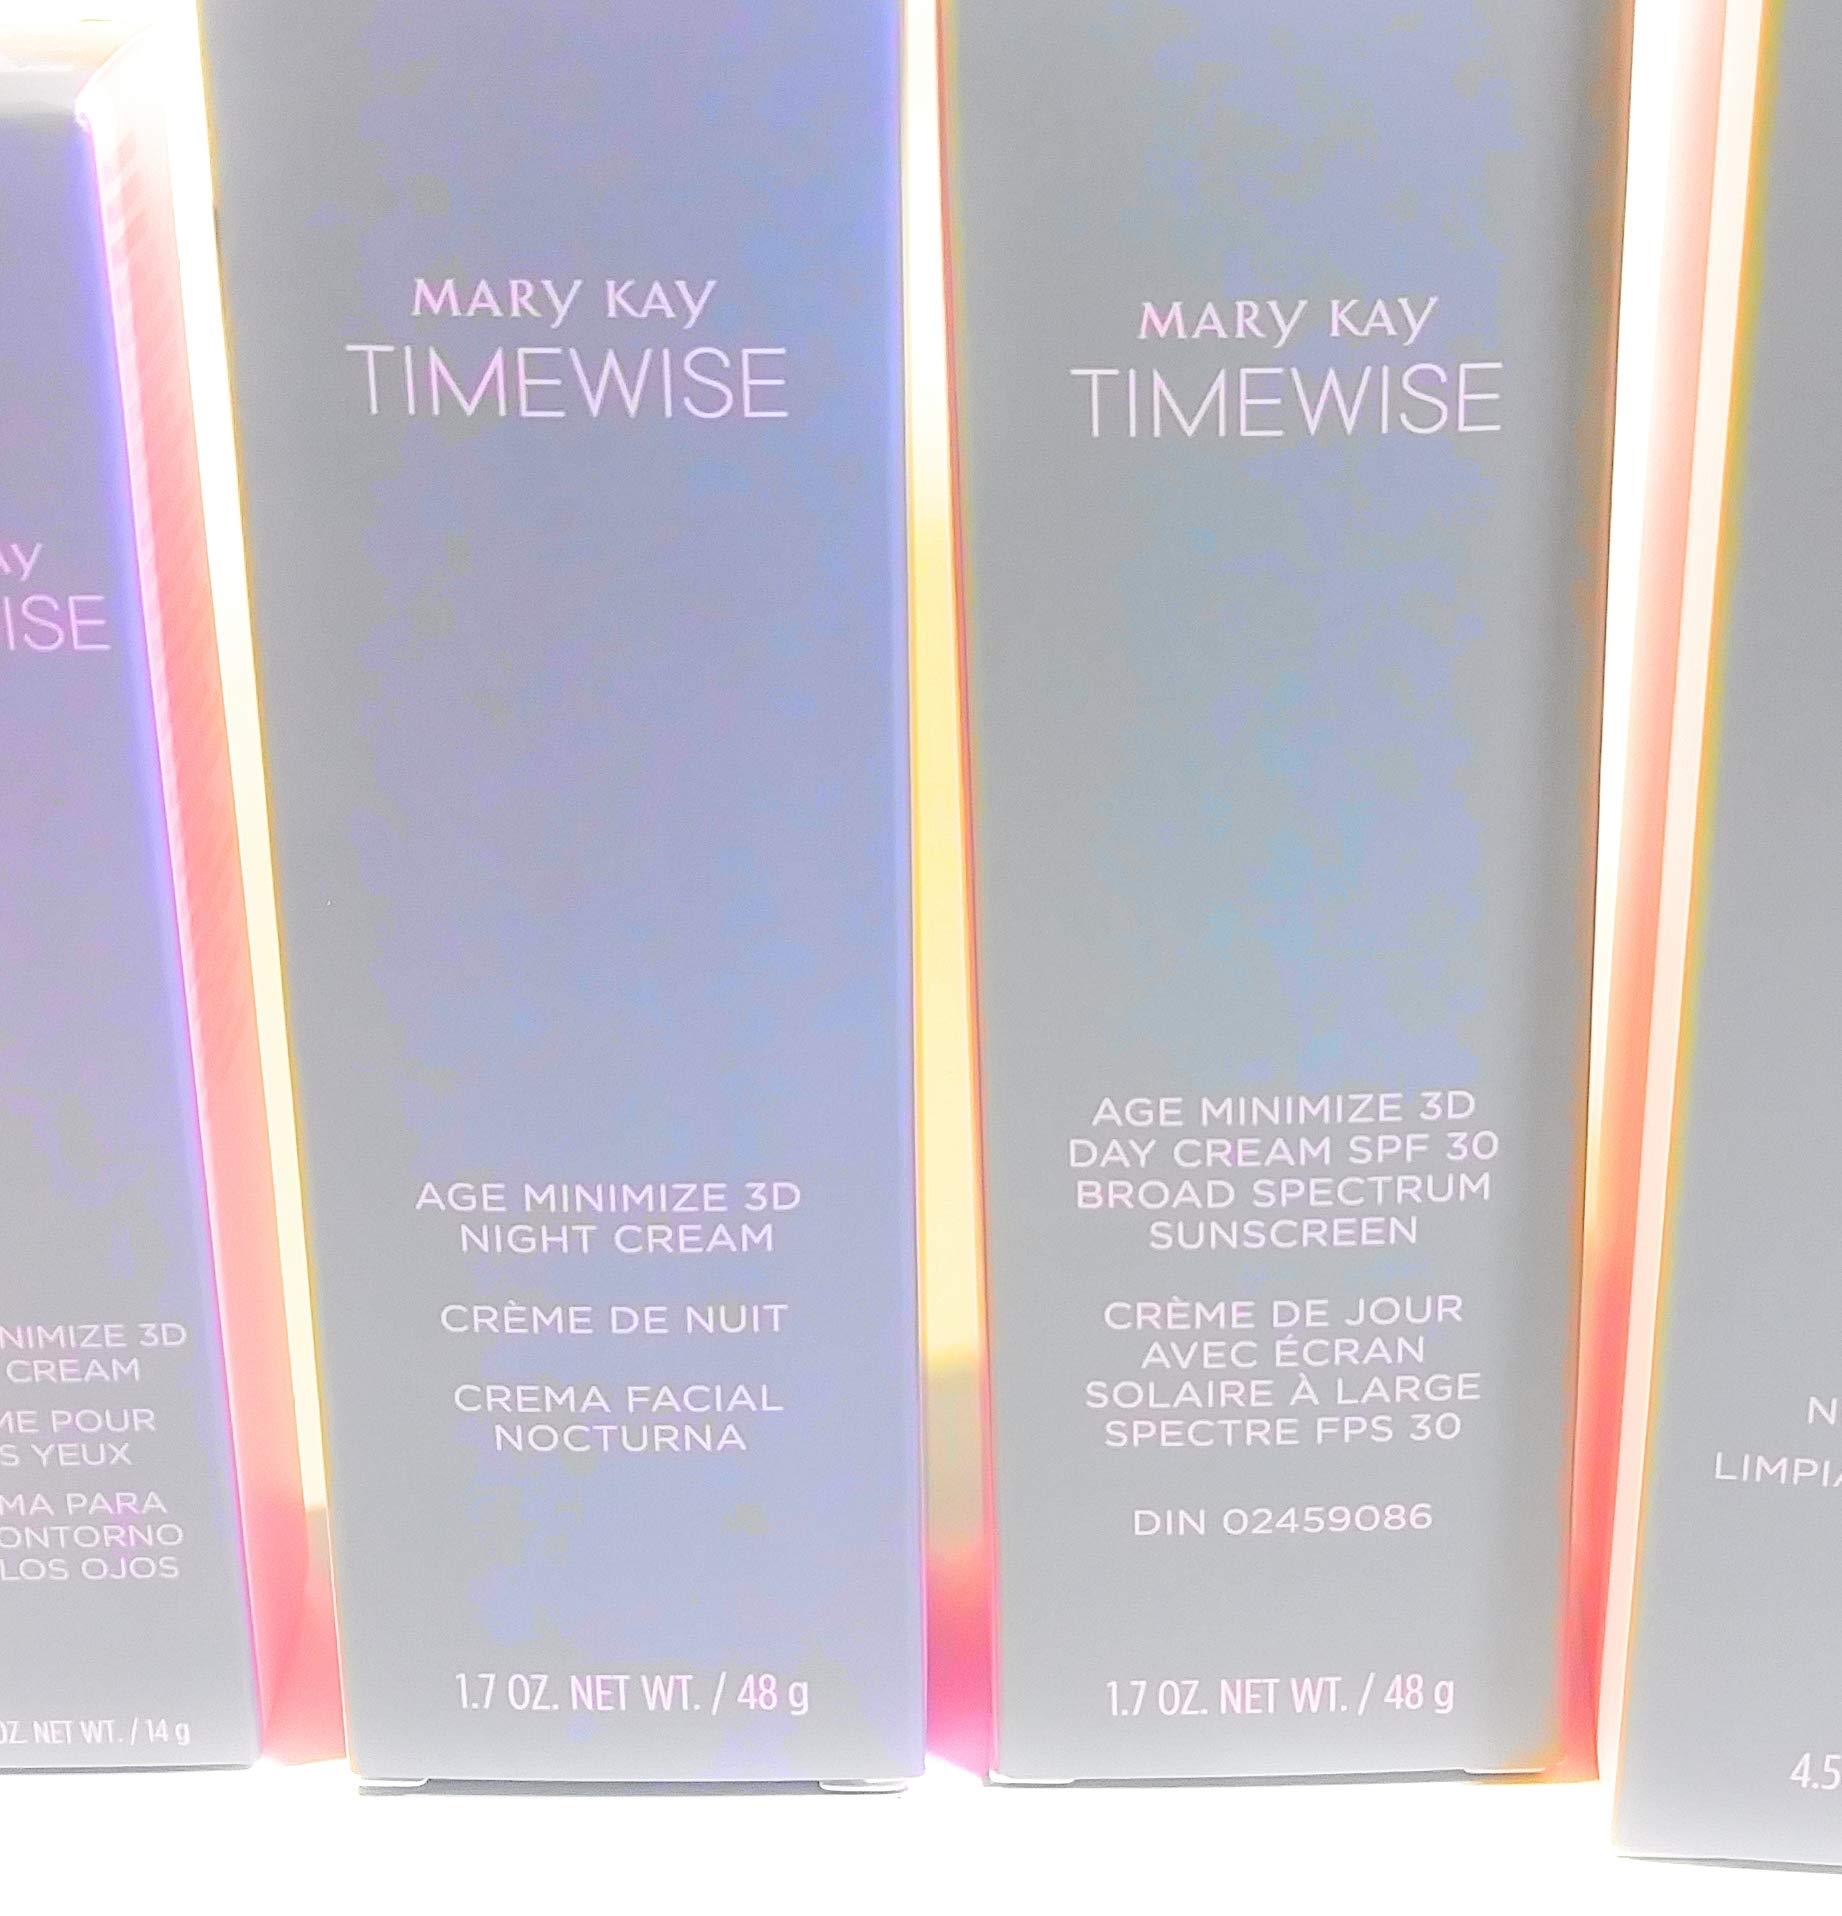 ISE
NIMIZE 3D
CREAM
POUR
YEUX
PARA
ONTORNO
LOS OJOS
OZ. NET WT. / 14 g
MARY KAY
TIMEWISE
AGE MINIMIZE 3D
NIGHT CREAM
CRÈME DE NUIT
CREMA FACIAL
NOCTURNA
1.7 OZ. NET WT. / 48 g
MARY KAY
TIMEWISE
AGE MINIMIZE 3D
DAY CREAM SPF 30
BROAD SPECTRUM
SUNSCREEN
CRÈME DE JOUR
AVEC ÉCRAN
SOLAIRE À LARGE
SPECTRE FPS 30
DIN 02459086
1.7 OZ. NET WT. / 48 g
N
LIMPIA
4.5